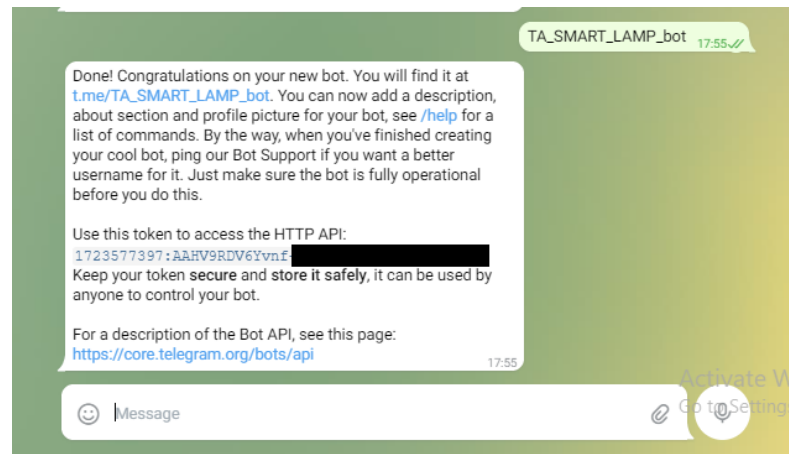 TA_SMART_LAMP_bot 17:55
Done! Congratulations on your new bot. You will find it at
t.me/TA_SMART_LAMP_bot. You can now add a description,
about section and profile picture for your bot, see /help for a
list of commands. By the way, when you've finished creating
your cool bot, ping our Bot Support if you want a better
username for it. Just make sure the bot is fully operational
before you do this.
Use this token to access the HTTP API:
1723577397:AAHV9RDV6Yvnf-
Keep your token secure and store it safely, it can be used by
anyone to control your bot.
For a description of the Bot API, see this page:
https://core.telegram.org/bots/api
17:55
Activate W
Message
Go to Setting